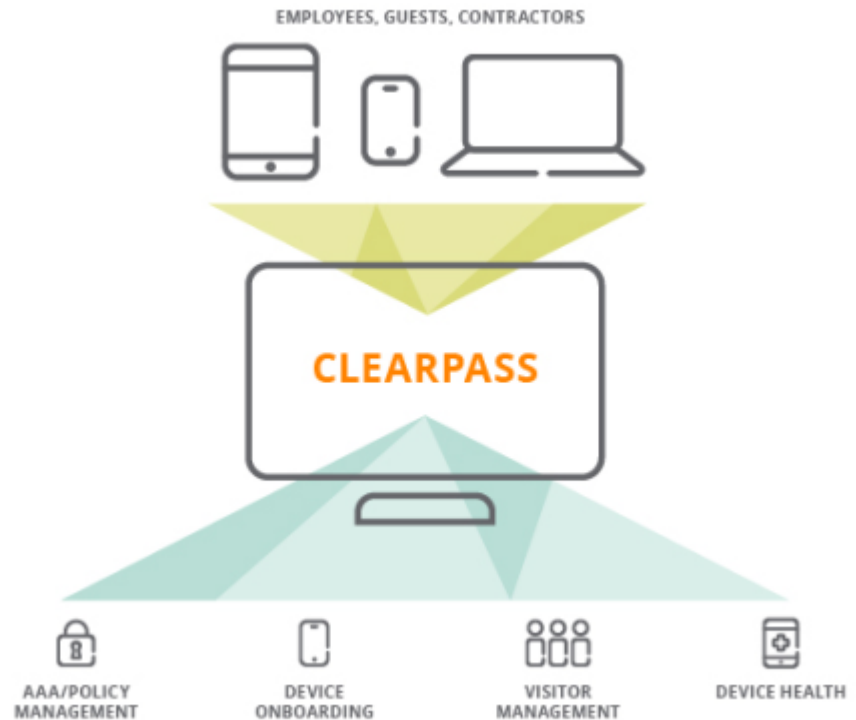 EMPLOYEES, GUESTS, CONTRACTORS
CLEARPASS
AAA/POLICY
MANAGEMENT
DEVICE
ONBOARDING
VISITOR
MANAGEMENT
DEVICE HEALTH